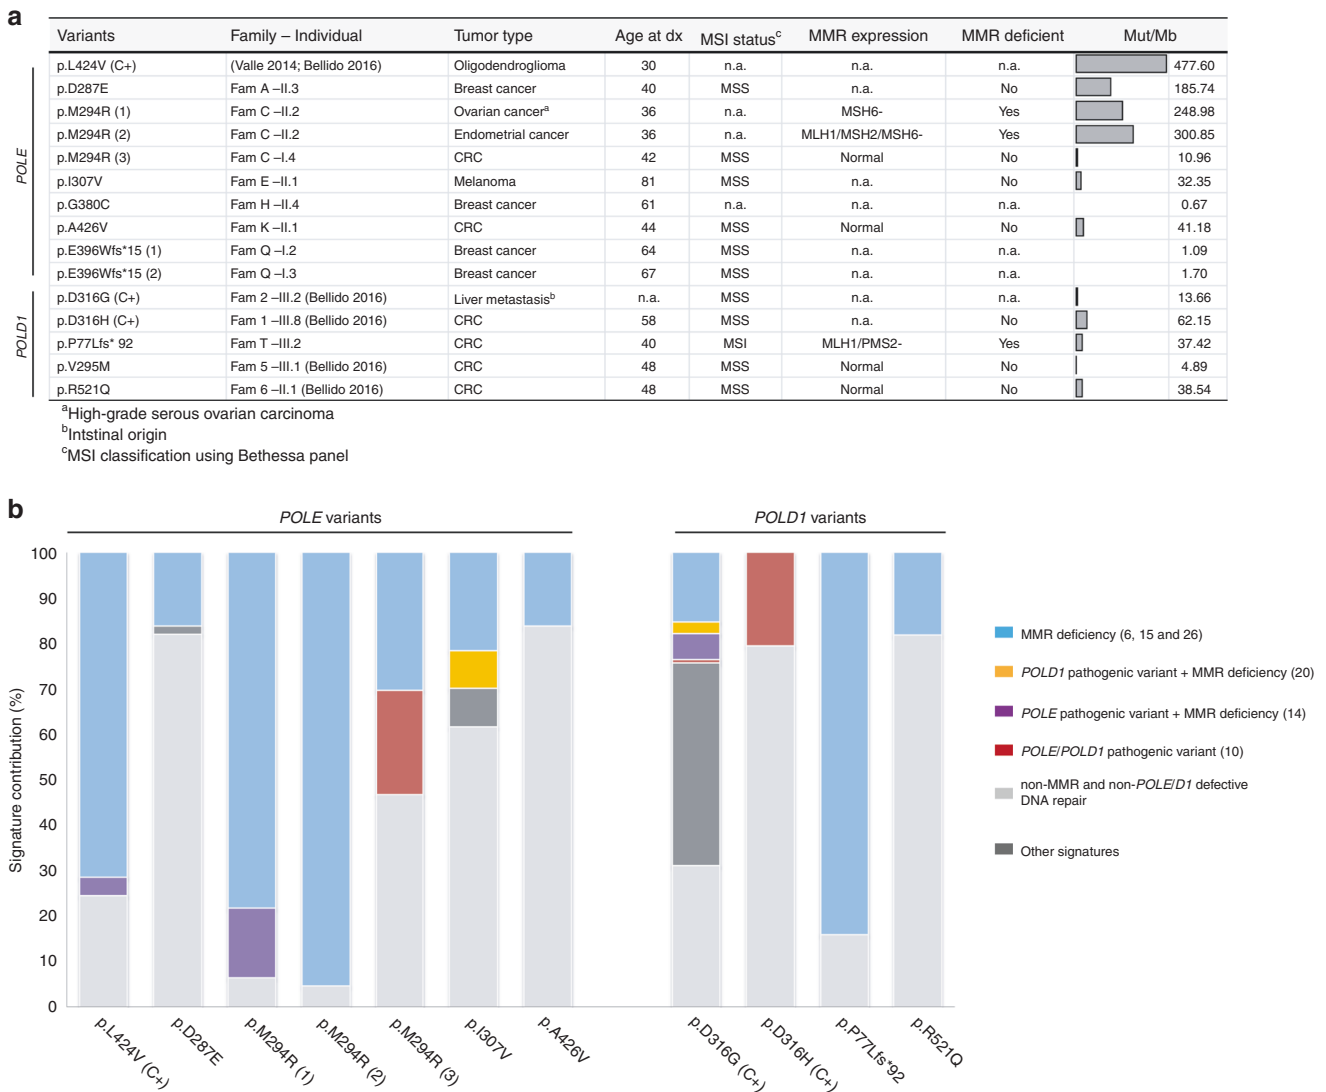 a
Variants Family – Individual Tumor type Age at dx MSI statusc MMR expression MMR deficient Mut/Mb
POLE
p.L424V (C+) (Valle 2014; Bellido 2016) Oligodendroglioma 30 n.a. n.a. n.a. 477.60
p.D287E Fam A –II.3 Breast cancer 40 MSS n.a. No 185.74
p.M294R (1) Fam C –II.2 Ovarian cancera 36 n.a. MSH6- Yes 248.98
p.M294R (2) Fam C –II.2 Endometrial cancer 36 n.a. MLH1/MSH2/MSH6- Yes 300.85
p.M294R (3) Fam C –I.4 CRC 42 MSS Normal No 10.96
p.I307V Fam E –II.1 Melanoma 81 MSS n.a. No 32.35
p.G380C Fam H –II.4 Breast cancer 61 n.a. n.a. n.a. 0.67
p.A426V Fam K –II.1 CRC 44 MSS Normal No 41.18
p.E396Wfs*15 (1) Fam Q –I.2 Breast cancer 64 MSS n.a. n.a. 1.09
p.E396Wfs*15 (2) Fam Q –I.3 Breast cancer 67 MSS n.a. n.a. 1.70
POLD1
p.D316G (C+) Fam 2 –III.2 (Bellido 2016) Liver metastasisb n.a. MSS n.a. n.a. 13.66
p.D316H (C+) Fam 1 –III.8 (Bellido 2016) CRC 58 MSS n.a. No 62.15
p.P77Lfs* 92 Fam T –III.2 CRC 40 MSI MLH1/PMS2- Yes 37.42
p.V295M Fam 5 –III.1 (Bellido 2016) CRC 48 MSS Normal No 4.89
p.R521Q Fam 6 –II.1 (Bellido 2016) CRC 48 MSS Normal No 38.54
aHigh-grade serous ovarian carcinoma
bIntstinal origin
cMSI classification using Bethessa panel
b
POLE variants POLD1 variants
Signature contribution (%)
100
90
80
70
60
50
40
30
20
10
0
p.L424V (C+) p.D287E p.M294R (1) p.M294R (2) p.M294R (3) p.I307V p.A426V p.D316G (C+) p.D316H (C+) p.P77Lfs*92 p.R521Q
MMR deficiency (6, 15 and 26)
POLD1 pathogenic variant + MMR deficiency (20)
POLE pathogenic variant + MMR deficiency (14)
POLE/POLD1 pathogenic variant (10)
non-MMR and non-POLE/D1 defective
DNA repair
Other signatures